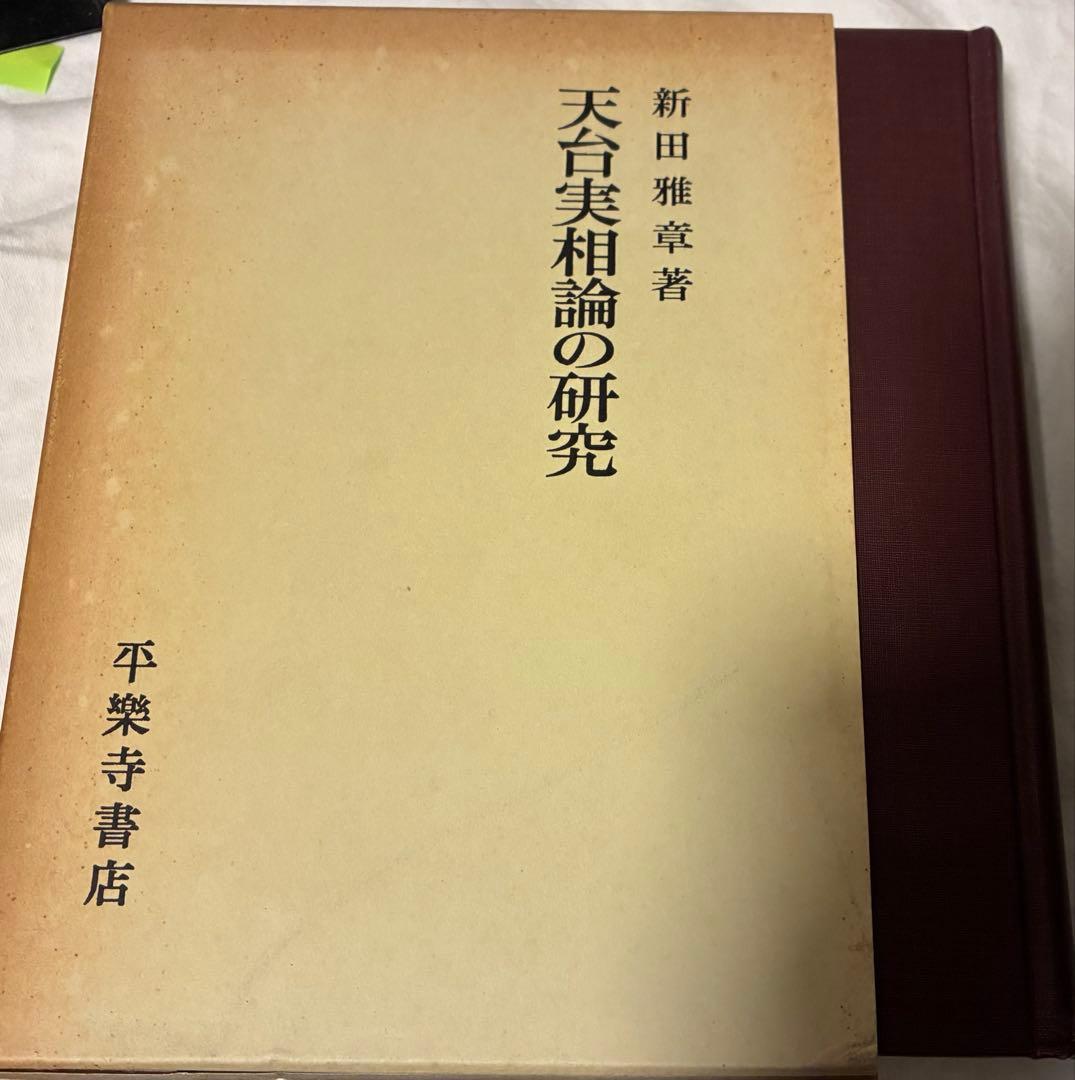 新田雅章著
天台実相論の研究
平樂寺書店